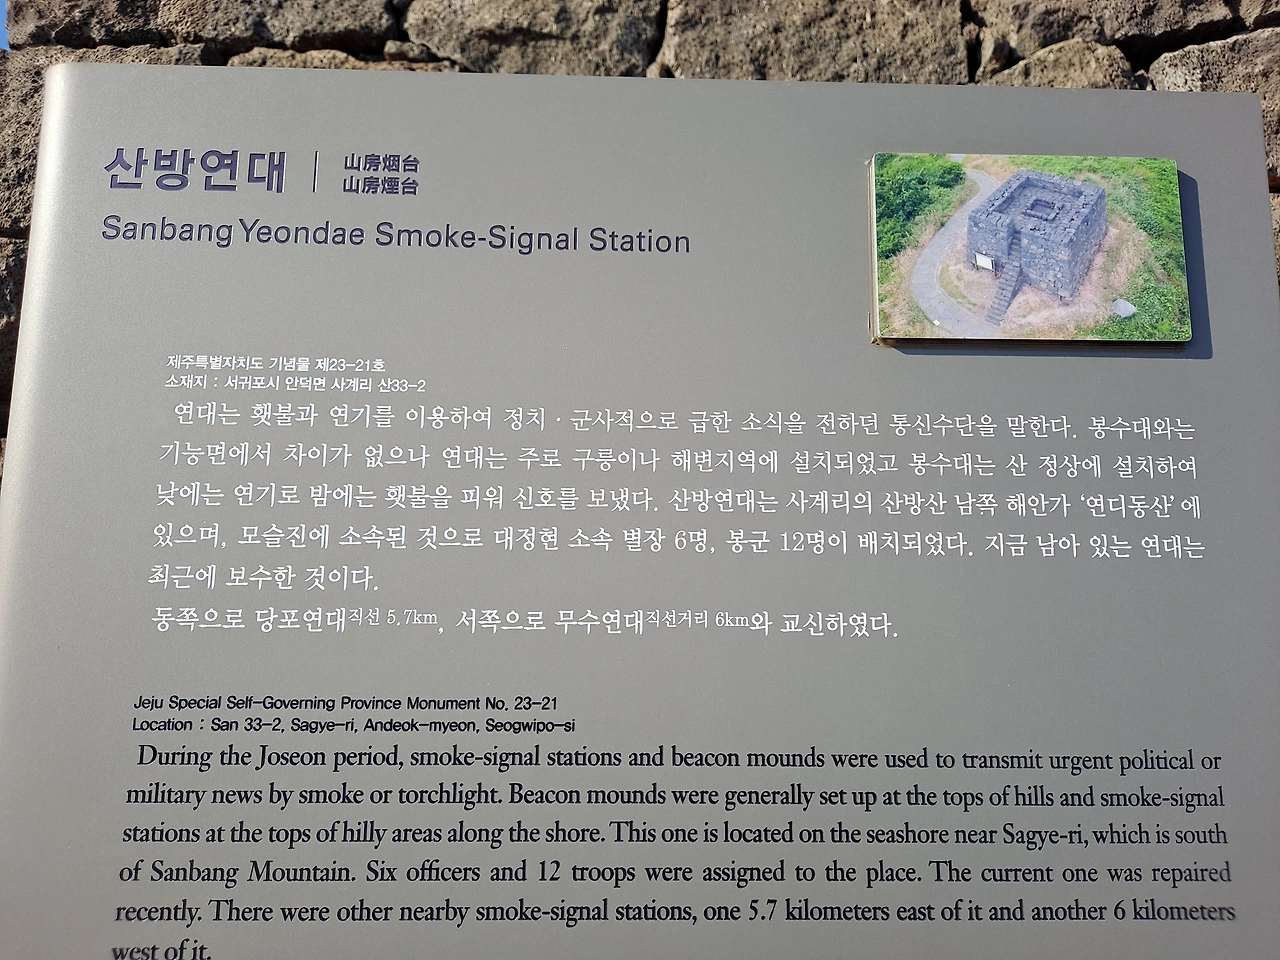 산방연대
山房烟台
山房煙台
Sanbang Yeondae Smoke-Signal Station
제주특별자치도 기념물 제23-21호
소재지 : 서귀포시 안덕면 사계리 산33-2
연대는 횃불과 연기를 이용하여 정치 · 군사적으로 급한 소식을 전하던 통신수단을 말한다. 봉수대와는
기능면에서 차이가 없으나 연대는 주로 구릉이나 해변지역에 설치되었고 봉수대는 산 정상에 설치하여
낮에는 연기로 밤에는 횃불을 피워 신호를 보냈다. 산방연대는 사계리의 산방산 남쪽 해안가 ‘연디동산’에
있으며, 모슬진에 소속된 것으로 대정현 소속 별장 6명, 봉군 12명이 배치되었다. 지금 남아 있는 연대는
최근에 보수한 것이다.
동쪽으로 당포연대직선 5.7km, 서쪽으로 무수연대직선거리 6km와 교신하였다.
Jeju Special Self-Governing Province Monument No. 23-21
Location : San 33-2, Sagye-ri, Andeok-myeon, Seogwipo-si
During the Joseon period, smoke-signal stations and beacon mounds were used to transmit urgent political or
military news by smoke or torchlight. Beacon mounds were generally set up at the tops of hills and smoke-signal
stations at the tops of hilly areas along the shore. This one is located on the seashore near Sagye-ri, which is south
of Sanbang Mountain. Six officers and 12 troops were assigned to the place. The current one was repaired
recently. There were other nearby smoke-signal stations, one 5.7 kilometers east of it and another 6 kilometers
west of it.